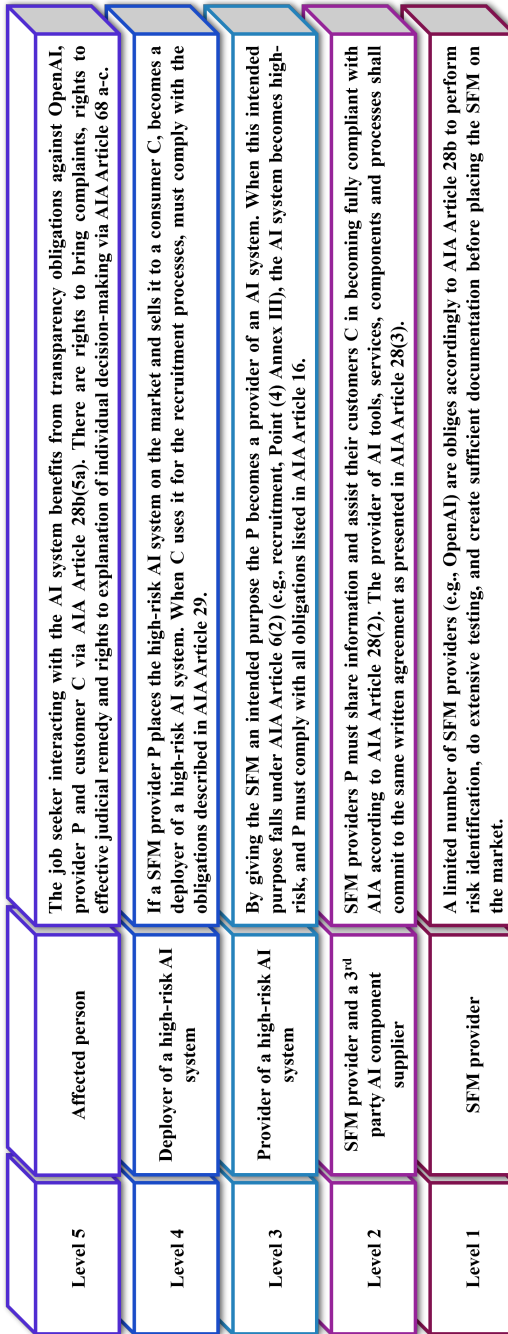 Level 5
Affected person
The job seeker interacting with the AI system benefits from transparency obligations against OpenAI,
provider P and customer C via AIA Article 28b(5a). There are rights to bring complaints, rights to
effective judicial remedy and rights to explanation of individual decision-making via AIA Article 68 a-c.
Level 4
Deployer of a high-risk AI
system
If a SFM provider P places the high-risk AI system on the market and sells it to a consumer C, becomes a
deployer of a high-risk AI system. When C uses it for the recruitment processes, must comply with the
obligations described in AIA Article 29.
Level 3
Provider of a high-risk AI
system
By giving the SFM an intended purpose the P becomes a provider of an AI system. When this intended
purpose falls under AIA Article 6(2) (e.g., recruitment, Point (4) Annex III), the AI system becomes high-
risk, and P must comply with all obligations listed in AIA Article 16.
Level 2
SFM provider and a 3rd
party AI component
supplier
SFM providers P must share information and assist their customers C in becoming fully compliant with
AIA according to AIA Article 28(2). The provider of AI tools, services, components and processes shall
commit to the same written agreement as presented in AIA Article 28(3).
Level 1
SFM provider
A limited number of SFM providers (e.g., OpenAI) are obliges accordingly to AIA Article 28b to perform
risk identification, do extensive testing, and create sufficient documentation before placing the SFM on
the market.